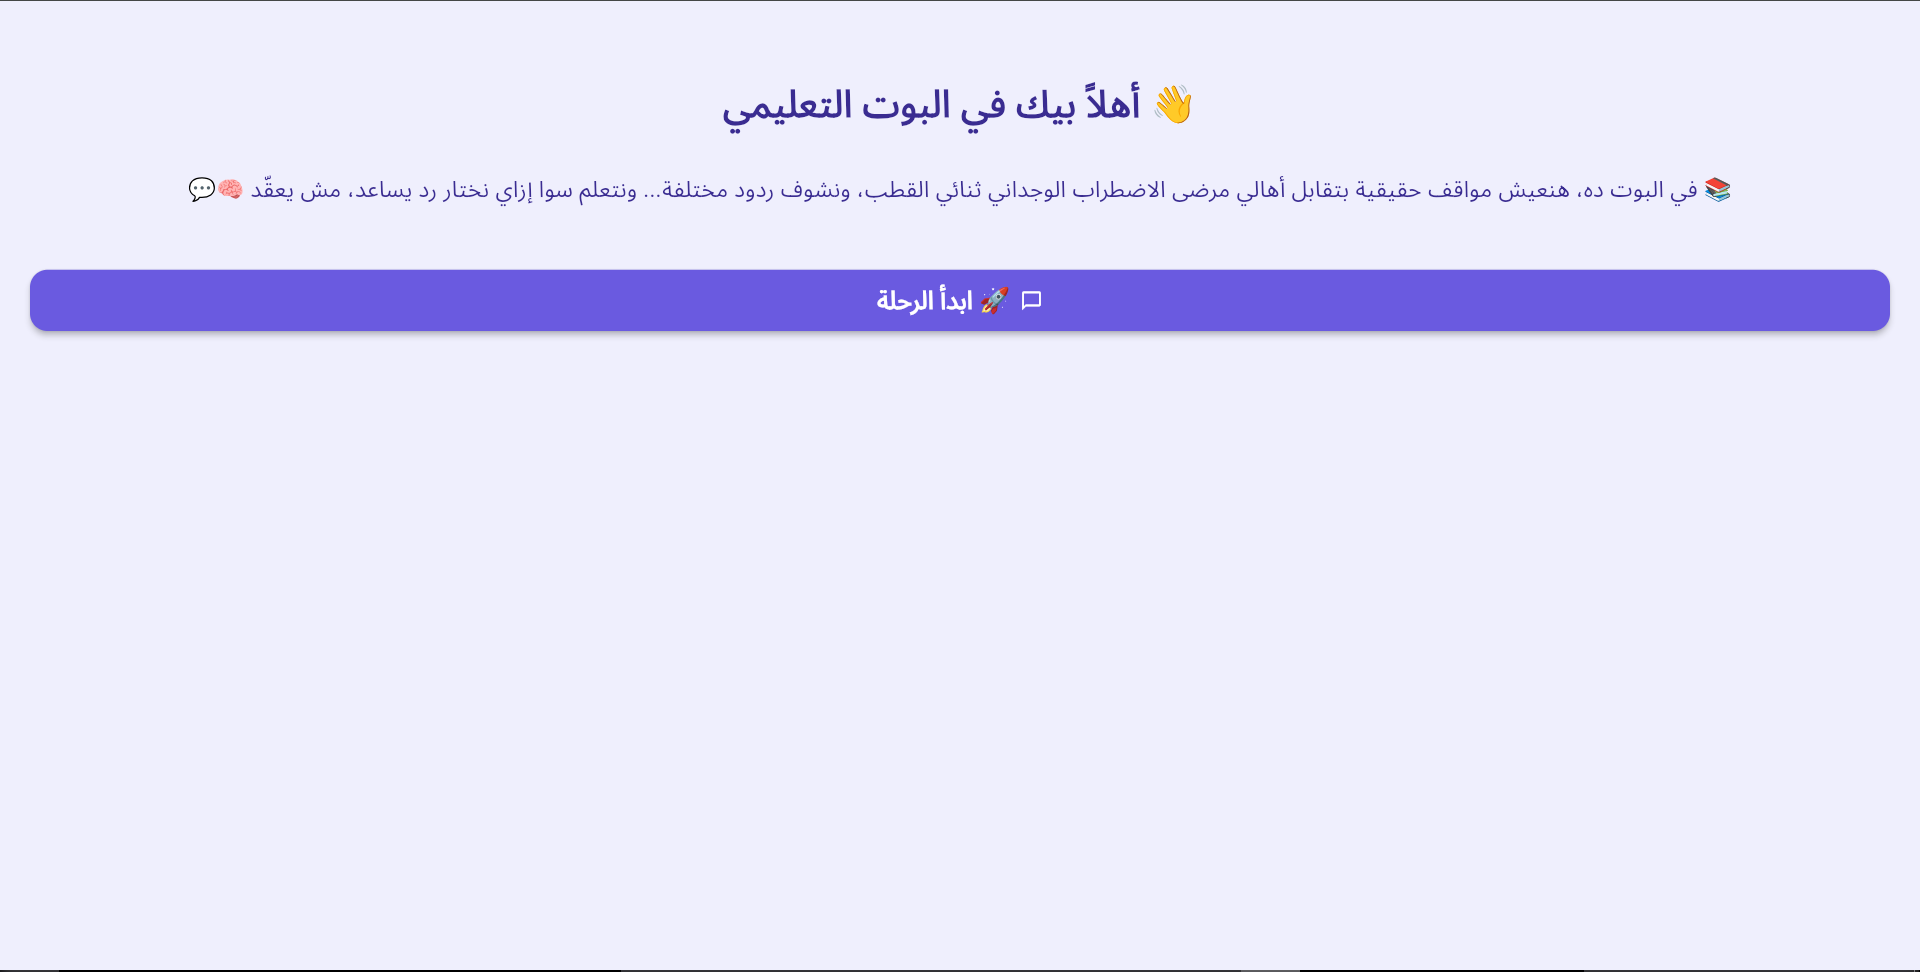 👋 أهلاً بيك في البوت التعليمي
📚 في البوت ده، هنعيش مواقف حقيقية بتقابل أهالي مرضى الاضطراب الوجداني ثنائي القطب، ونشوف ردود مختلفة... ونتعلم سوا إزاي نختار رد يساعد، مش يعقّد 🧠💬
🚀 ابدأ الرحلة